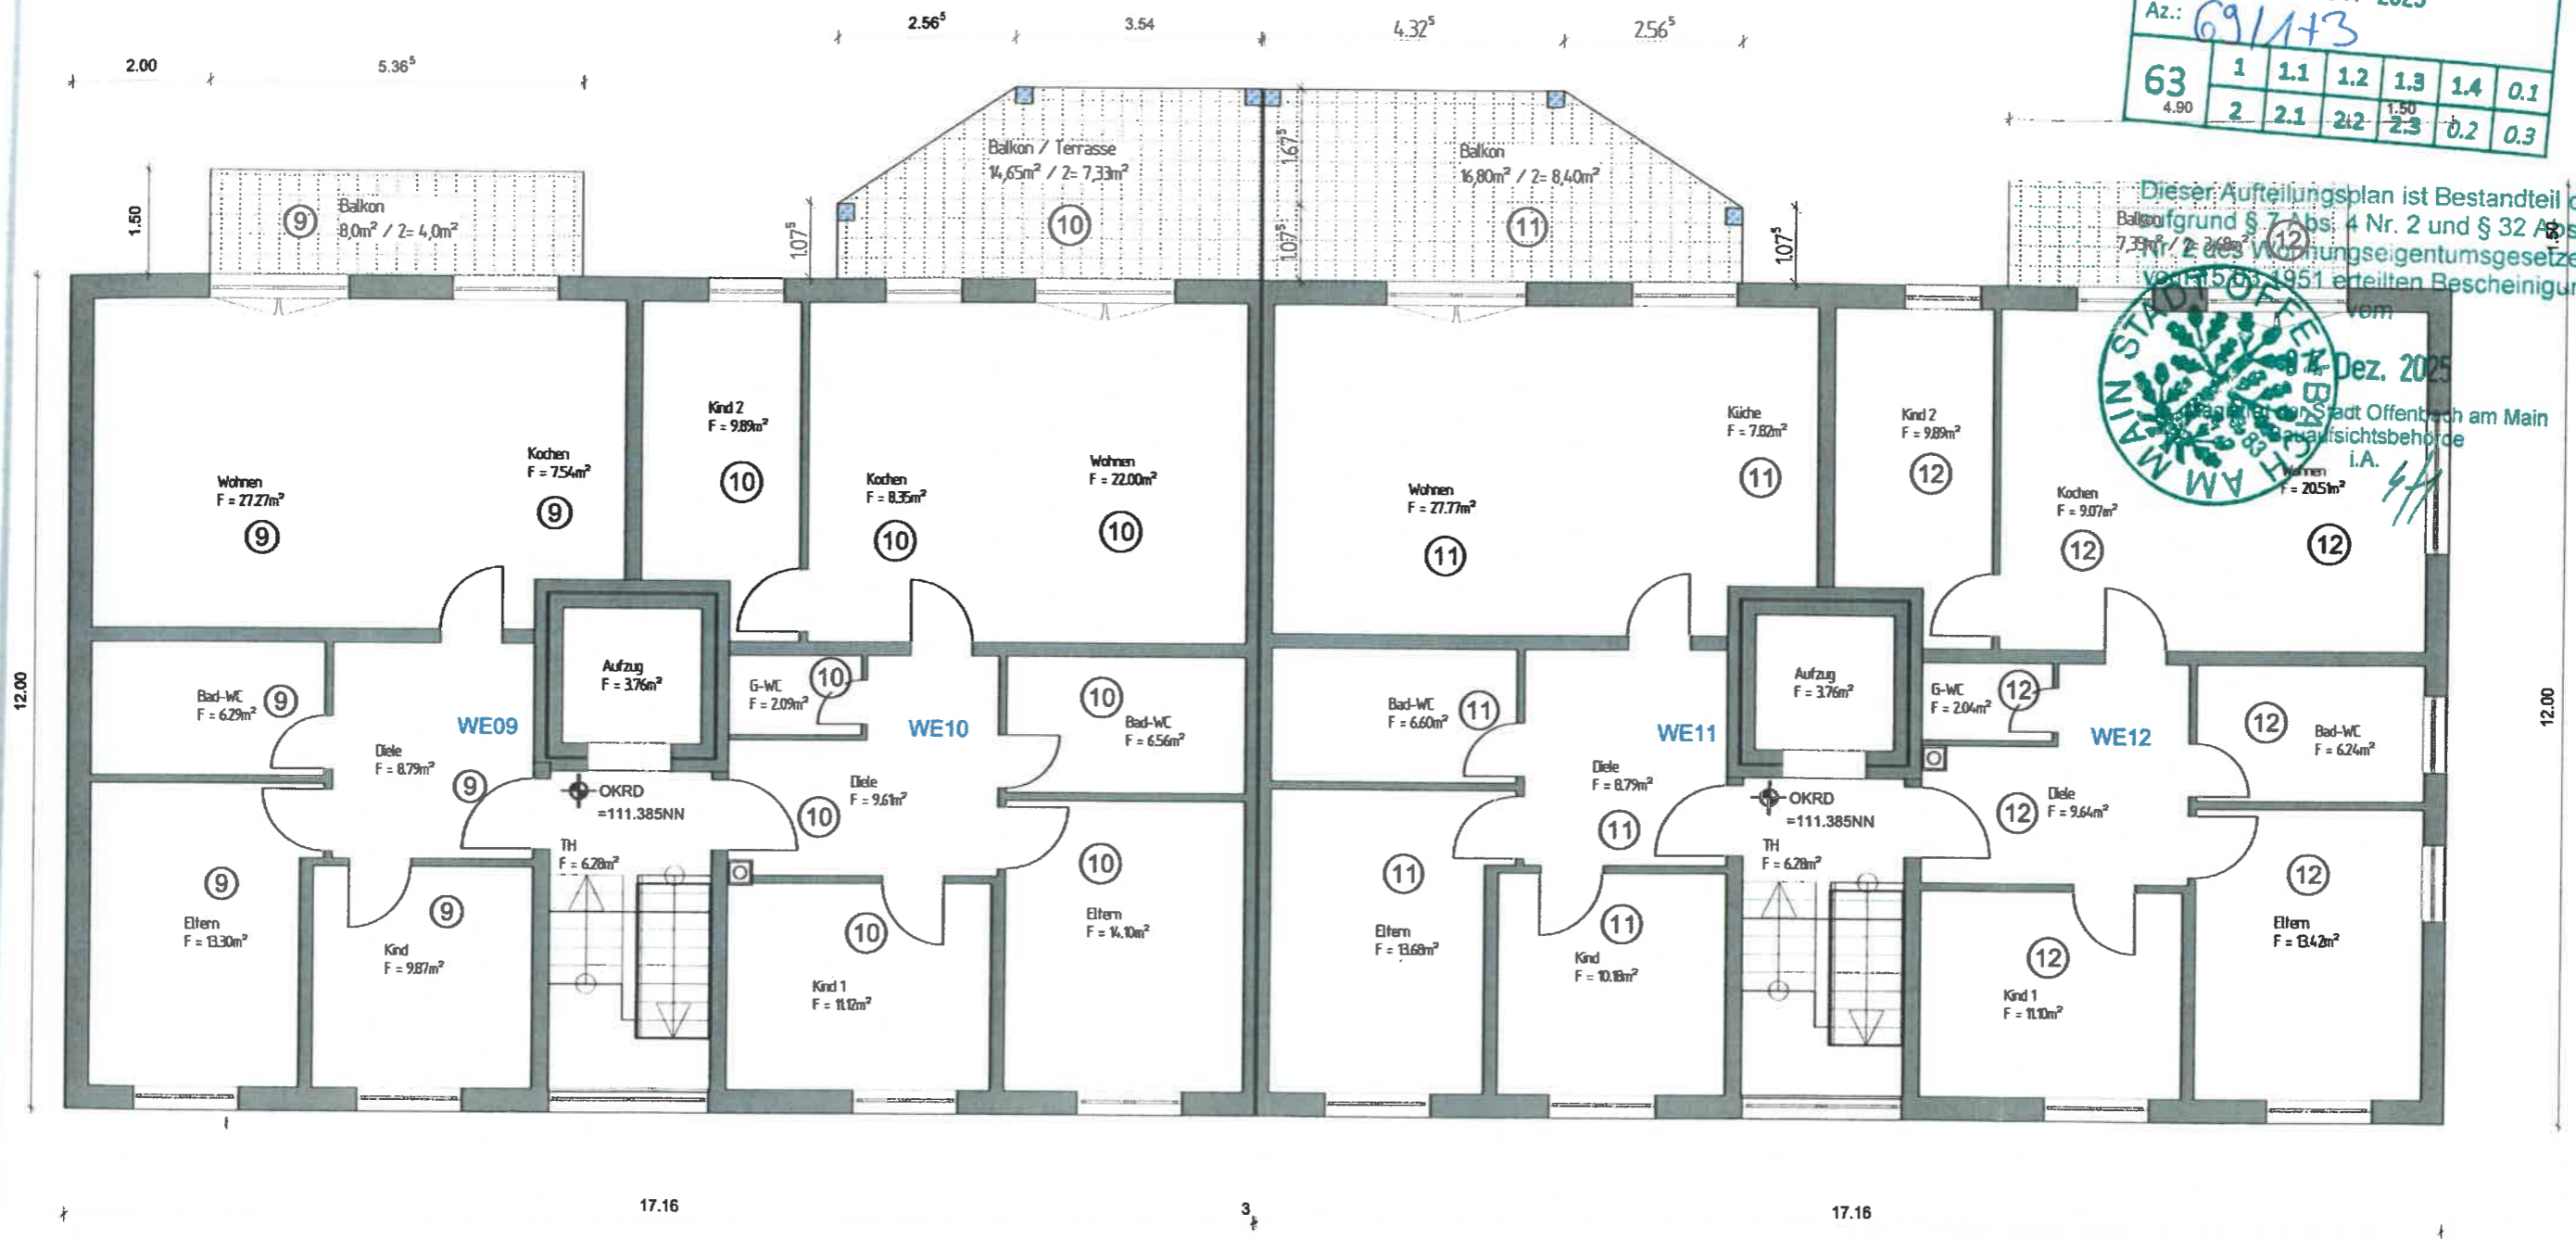 2.56⁵
3.54
4.32⁵
2.56⁵
2.00
5.36⁵
2025
Az.: 69/173
63
1 1.1 1.2 1.3 1.4 0.1
2 2.1 2.2 2.3 0.2 0.3
4.90
1.50
Dieser Aufteilungsplan ist Bestandteil
aufgrund § 7 Abs. 4 Nr. 2 und § 32 Abs
Nr. 2 des Wohnungseigentumsgesetze
vom 15.03.1951 erteilten Bescheinigu
vom
Dez. 2025
der Stadt Offenbach am Main
Bauaufsichtsbehörde
i.A.
STADT OFFENBACH AM MAIN
83
1.50
Balkon
8,0m² / 2= 4,0m²
9
Balkon / Terrasse
14,65m² / 2= 7,33m²
10
1.07⁵
1.67⁵
1.07⁵
Balkon
16,80m² / 2= 8,40m²
11
1.07⁵
Balkon
12
1.50
12.00
Wohnen
F = 27.27m²
9
Kochen
F = 7.54m²
9
Kind 2
F = 9.89m²
10
Kochen
F = 8.35m²
10
Wohnen
F = 22.00m²
10
Wohnen
F = 27.77m²
11
Küche
F = 7.82m²
11
Kind 2
F = 9.89m²
12
Kochen
F = 9.07m²
12
Wohnen
F = 20.51m²
12
Bad-WC
F = 6.29m²
9
Diele
F = 8.79m²
9
WE09
Aufzug
F = 3.76m²
G-WC
F = 2.09m²
10
WE10
Diele
F = 9.61m²
10
10
Bad-WC
F = 6.56m²
OKRD
=111.385NN
TH
F = 6.28m²
Bad-WC
F = 6.60m²
11
WE11
Diele
F = 8.79m²
11
Aufzug
F = 3.76m²
G-WC
F = 2.04m²
12
WE12
Diele
F = 9.64m²
12
12
Bad-WC
F = 6.24m²
OKRD
=111.385NN
TH
F = 6.28m²
12.00
9
Eltern
F = 13.30m²
9
Kind
F = 9.87m²
10
Kind 1
F = 11.12m²
10
Eltern
F = 14.10m²
11
Eltern
F = 13.68m²
11
Kind
F = 10.18m²
12
Kind 1
F = 11.10m²
12
Eltern
F = 13.42m²
17.16
3
17.16